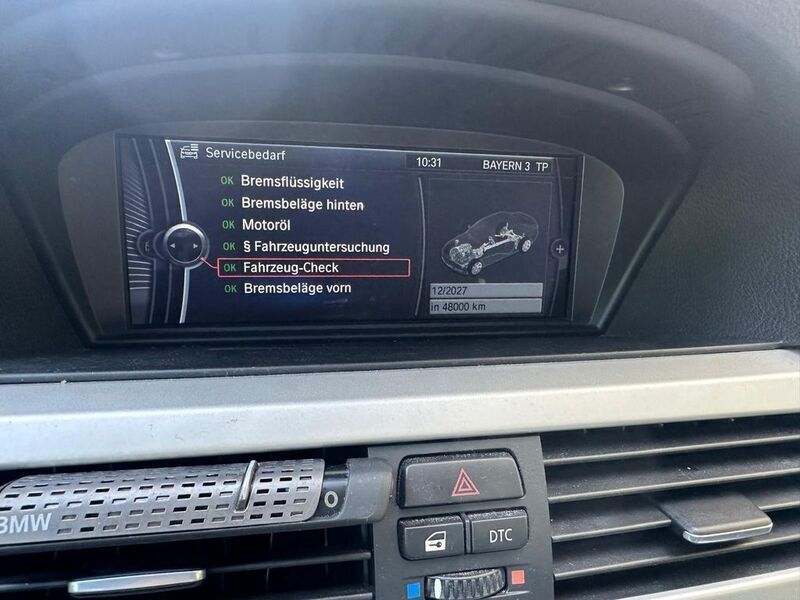 Servicebedarf
10:31
BAYERN 3 TP
OK Bremsflüssigkeit
OK Bremsbeläge hinten
OK Motoröl
OK § Fahrzeuguntersuchung
OK Fahrzeug-Check
OK Bremsbeläge vorn
12/2027
in 48000 km
BMW
0
DTC